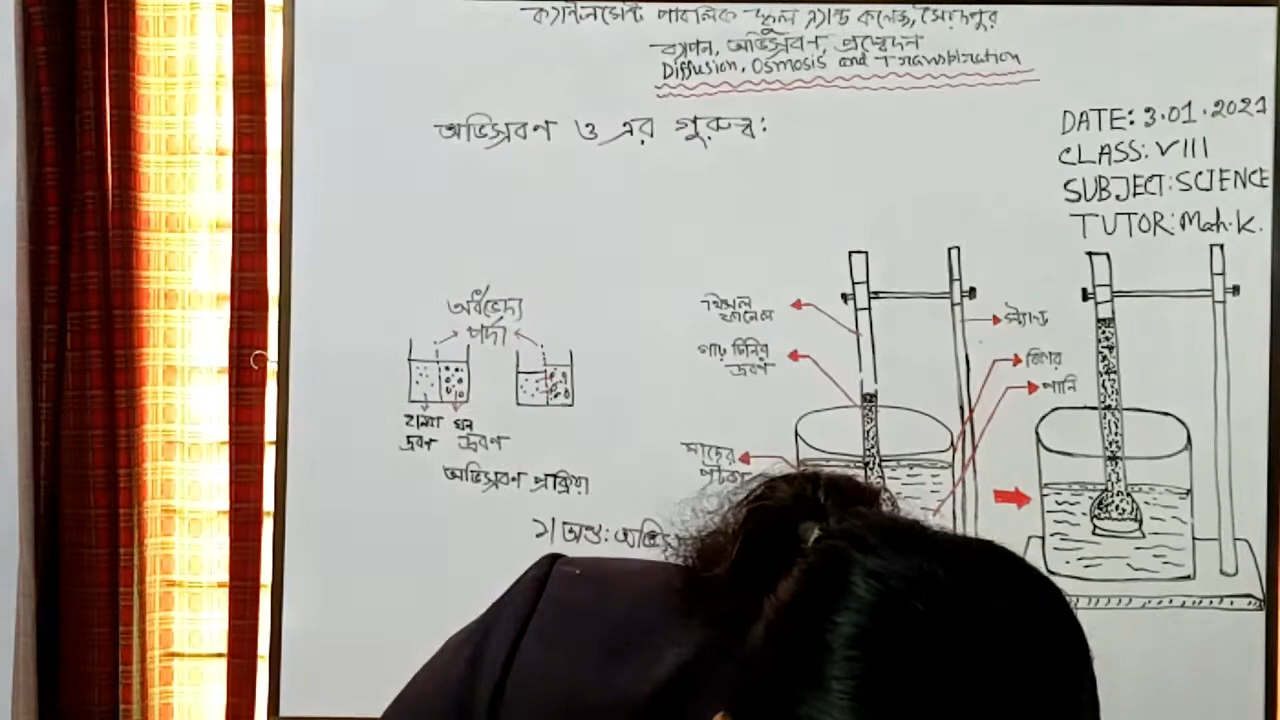 ক্যান্টনমেন্ট পাবলিক স্কুল এ্যান্ড কলেজ, সৈয়দপুর
ব্যাপন, অভিস্রবণ, প্রস্বেদন
Diffusion, Osmosis and Transpiration
অভিস্রবণ ও এর গুরুত্ব:
DATE: 3.01.2021
CLASS: VIII
SUBJECT: SCIENCE
TUTOR: Mah.K.
পর্দা
হালকা দ্রবণ
ঘন দ্রবণ
অভিস্রবণ প্রক্রিয়া
থিসল ফানেল
গাঢ় চিনির দ্রবণ
মাছের পটকা
স্ট্যান্ড
বিকার
পানি
১। অন্ত: অভি